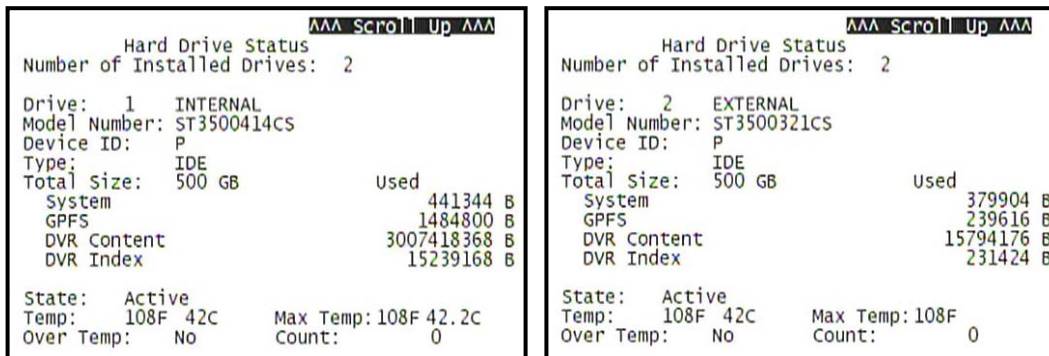 ΛΛΛ Scroll Up ΛΛΛ
Hard Drive Status
Number of Installed Drives: 2
Drive: 1 INTERNAL
Model Number: ST3500414CS
Device ID: P
Type: IDE
Total Size: 500 GB Used
System 441344 B
GPFS 1484800 B
DVR Content 3007418368 B
DVR Index 15239168 B
State: Active
Temp: 108F 42C Max Temp: 108F 42.2C
Over Temp: No Count: 0
ΛΛΛ Scroll Up ΛΛΛ
Hard Drive Status
Number of Installed Drives: 2
Drive: 2 EXTERNAL
Model Number: ST3500321CS
Device ID: P
Type: IDE
Total Size: 500 GB Used
System 379904 B
GPFS 239616 B
DVR Content 15794176 B
DVR Index 231424 B
State: Active
Temp: 108F 42C Max Temp: 108F
Over Temp: No Count: 0